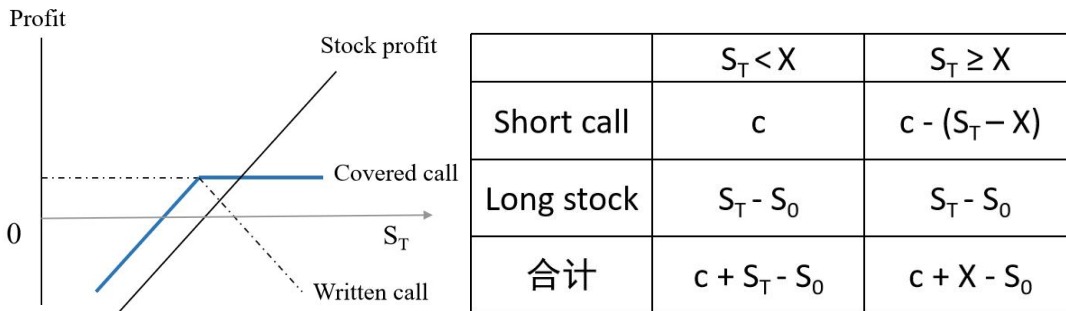 Profit
Stock profit
Covered call
0
S_T
Written call
S_T < X
S_T ≥ X
Short call
c
c - (S_T – X)
Long stock
S_T - S_0
S_T - S_0
合计
c + S_T - S_0
c + X - S_0